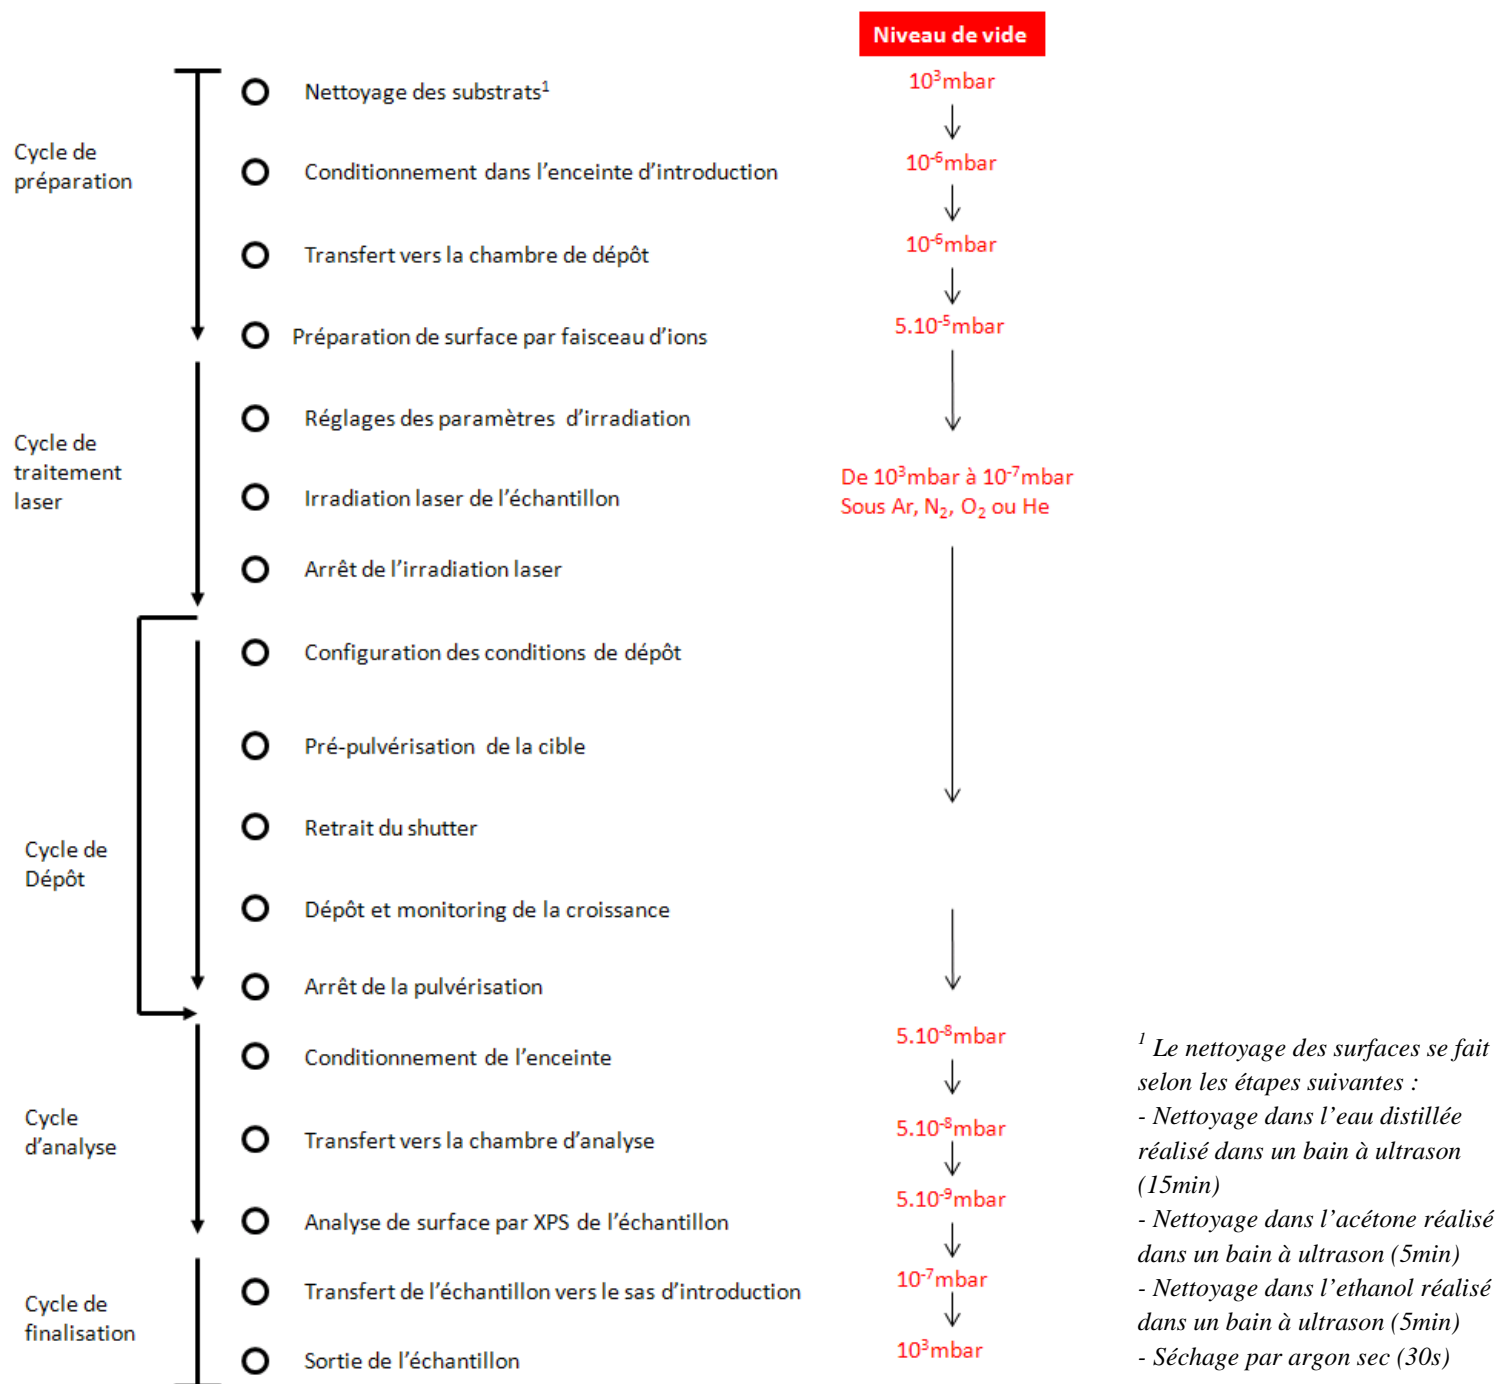 Niveau de vide
Cycle de
préparation
Nettoyage des substrats¹
10³mbar
Conditionnement dans l'enceinte d'introduction
10⁻⁶mbar
Transfert vers la chambre de dépôt
10⁻⁶mbar
Préparation de surface par faisceau d'ions
5.10⁻⁵mbar
Cycle de
traitement
laser
Réglages des paramètres d'irradiation
Irradiation laser de l'échantillon
De 10³mbar à 10⁻⁷mbar
Sous Ar, N₂, O₂ ou He
Arrêt de l'irradiation laser
Cycle de
Dépôt
Configuration des conditions de dépôt
Pré-pulvérisation de la cible
Retrait du shutter
Dépôt et monitoring de la croissance
Arrêt de la pulvérisation
Cycle
d'analyse
Conditionnement de l'enceinte
5.10⁻⁸mbar
Transfert vers la chambre d'analyse
5.10⁻⁸mbar
Analyse de surface par XPS de l'échantillon
5.10⁻⁹mbar
Cycle de
finalisation
Transfert de l'échantillon vers le sas d'introduction
10⁻⁷mbar
Sortie de l'échantillon
10³mbar
¹ Le nettoyage des surfaces se fait
selon les étapes suivantes :
- Nettoyage dans l'eau distillée
réalisé dans un bain à ultrason
(15min)
- Nettoyage dans l'acétone réalisé
dans un bain à ultrason (5min)
- Nettoyage dans l'ethanol réalisé
dans un bain à ultrason (5min)
- Séchage par argon sec (30s)